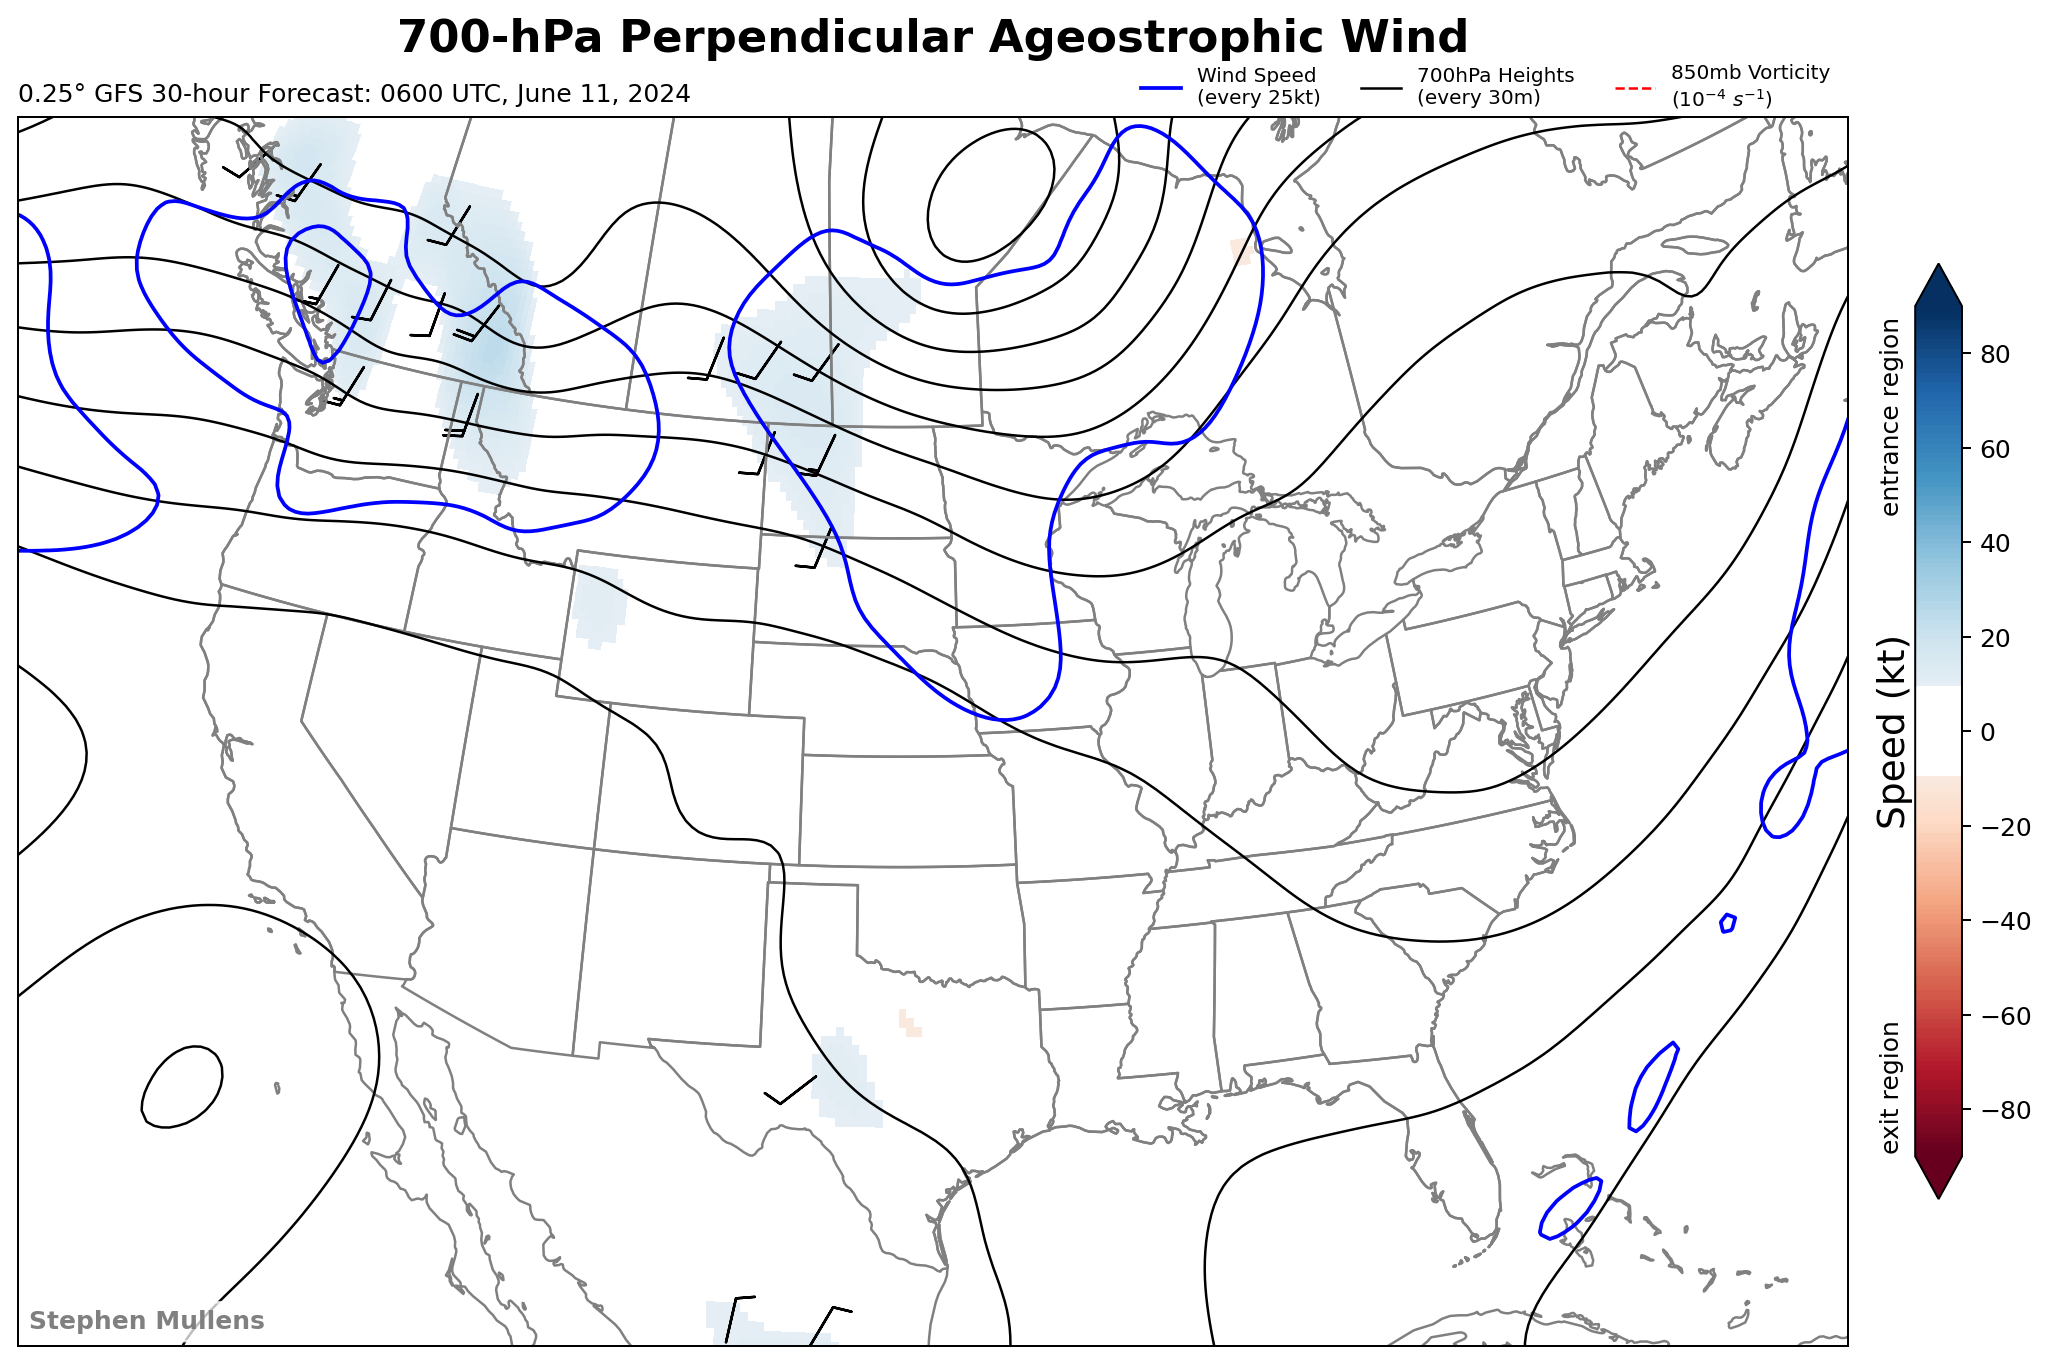 700-hPa Perpendicular Ageostrophic Wind
0.25° GFS 30-hour Forecast: 0600 UTC, June 11, 2024
Wind Speed
(every 25kt)
700hPa Heights
(every 30m)
850mb Vorticity
(10⁻⁴ s⁻¹)
entrance region
Speed (kt)
exit region
80
60
40
20
0
−20
−40
−60
−80
Stephen Mullens